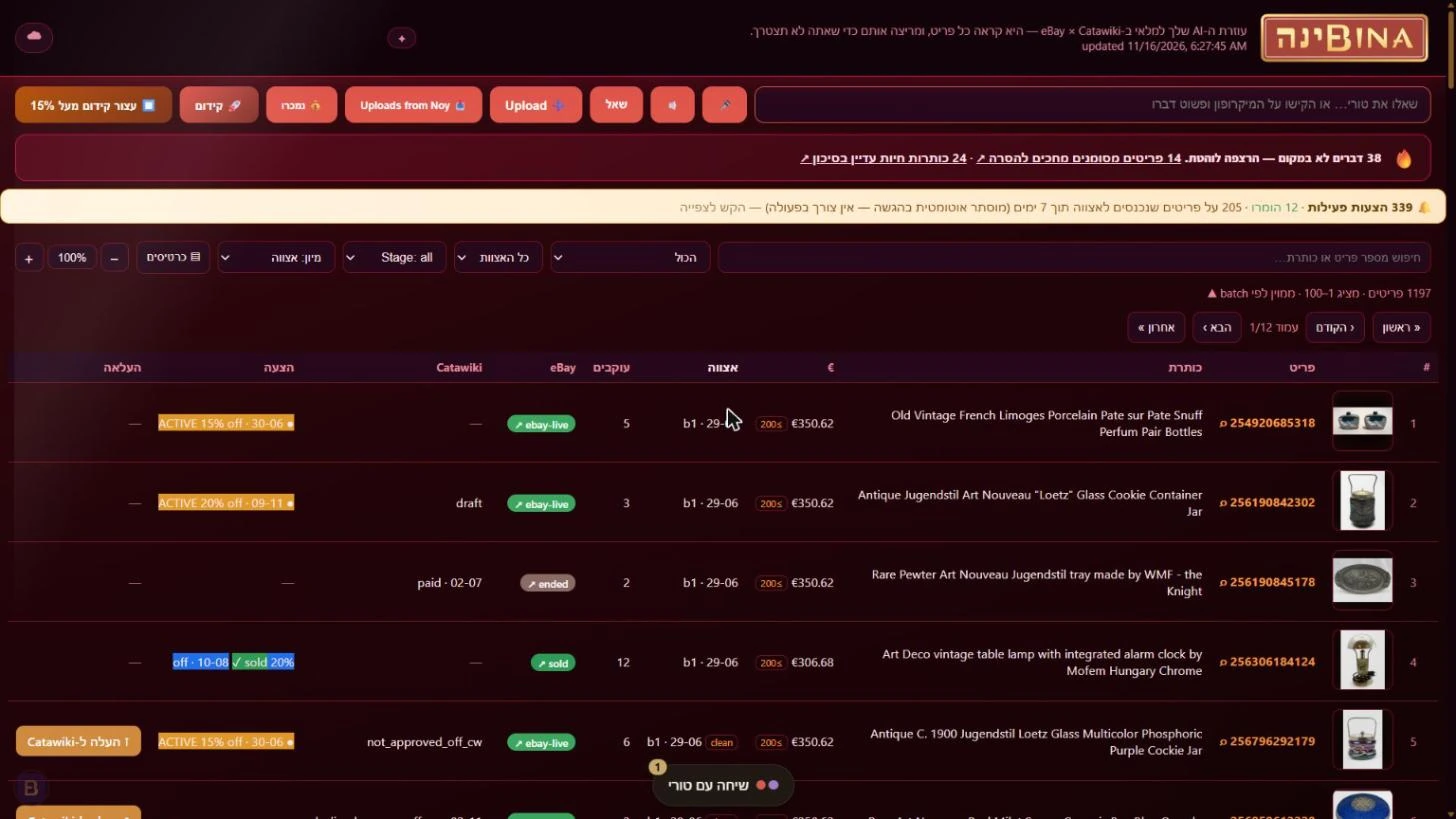 BINAבינה
עוזרת ה-AI שלך למלאי ב-eBay × Catawiki — היא קראה כל פריט, ומריצה אותם כדי שאתה לא תצטרך.
updated 11/16/2026, 6:27:45 AM
שאלו את טורי… או הקישו על המיקרופון ופשוט דברו
שאל
Upload
Uploads from Noy
נמכרו
קידום
עצור קידום מעל 15%
38 דברים לא במקום — הרצפה לוהטת. 14 פריטים מסומנים מחכים להסרה ↗ · 24 כותרות חיות עדיין בסיכון ↗
339 הצעות פעילות · 12 הומרו · 205 על פריטים שנכנסים לאצווה תוך 7 ימים (מוסתר אוטומטית בהגשה — אין צורך בפעולה) — הקש לצפייה
חיפוש מספר פריט או כותרת…
הכול
כל האצוות
Stage: all
מיון: אצווה
▤ כרטיסים
–
100%
+
1197 פריטים · מציג 1–100 · ממוין לפי batch ▲
« ראשון
‹ הקודם
עמוד 1/12
הבא ›
אחרון »
# פריט כותרת € אצווה עוקבים eBay Catawiki הצעה העלאה
1
254920685318
Old Vintage French Limoges Porcelain Pate sur Pate Snuff
Perfum Pair Bottles
€350.62 200≤
b1 · 29-
5
ebay-live ↗
—
ACTIVE 15% off · 30-06 ●
—
2
256190842302
Antique Jugendstil Art Nouveau "Loetz" Glass Cookie Container
Jar
€350.62 200≤
b1 · 29-06
3
ebay-live ↗
draft
ACTIVE 20% off · 09-11 ●
—
3
256190845178
Rare Pewter Art Nouveau Jugendstil tray made by WMF - the
Knight
€350.62 200≤
b1 · 29-06
2
ended ↗
paid · 02-07
—
—
4
256306184124
Art Deco vintage table lamp with integrated alarm clock by
Mofem Hungary Chrome
€306.68 200≤
b1 · 29-06
12
sold ↗
—
off · 10-08 ✓ sold 20%
—
5
256796292179
Antique C. 1900 Jugendstil Loetz Glass Multicolor Phosphoric
Purple Cockie Jar
€350.62 200≤
b1 · 29-06 clean
6
ebay-live ↗
not_approved_off_cw
ACTIVE 15% off · 30-06 ●
↑ העלה ל-Catawiki
שיחה עם טורי
1
B